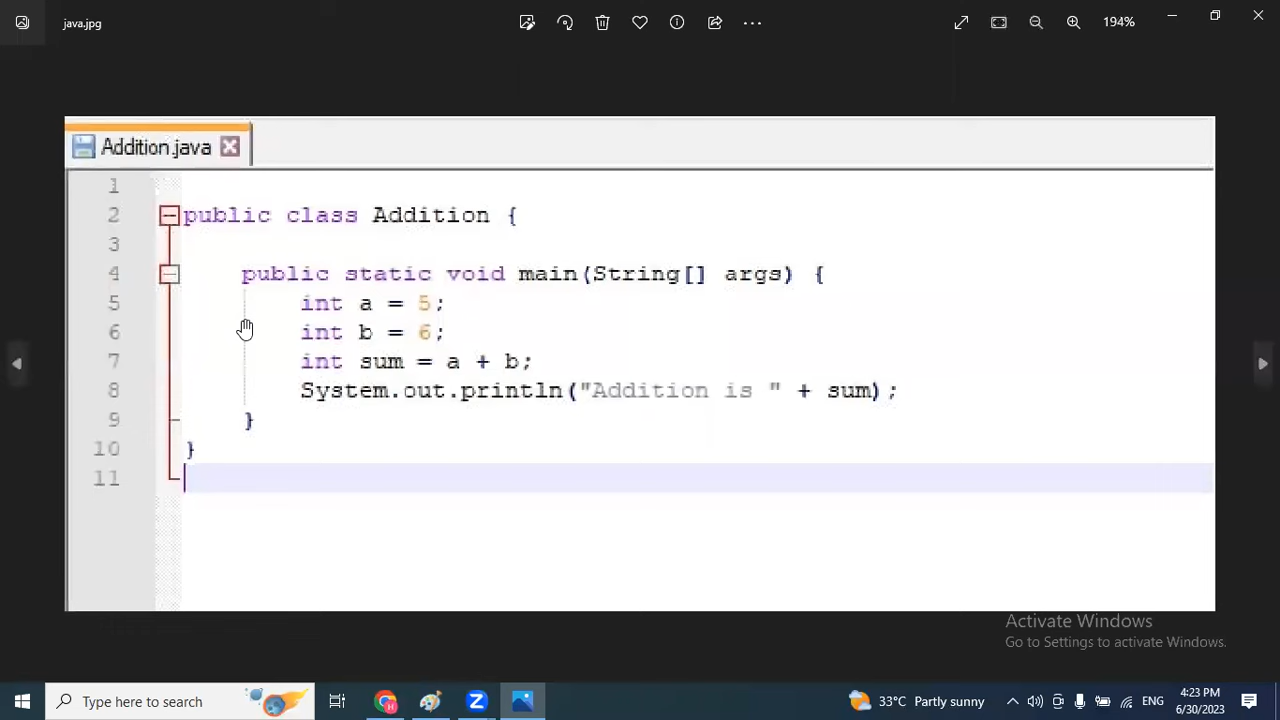 java.jpg
194%
Addition.java
1
2 public class Addition {
3
4 public static void main(String[] args) {
5 int a = 5;
6 int b = 6;
7 int sum = a + b;
8 System.out.println("Addition is " + sum);
9 }
10 }
11
Activate Windows
Go to Settings to activate Windows.
Type here to search
33°C Partly sunny
ENG
4:23 PM
6/30/2023